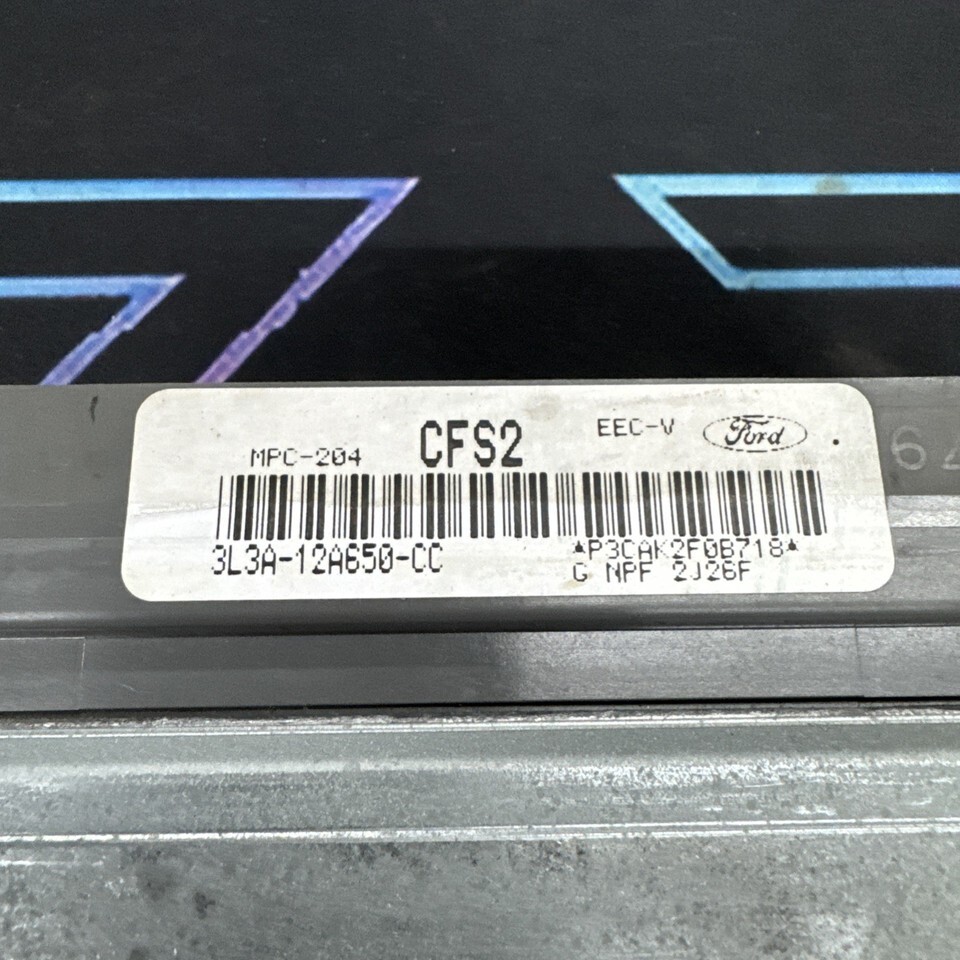 MPC-204 CFS2 EEC-V Ford
3L3A-12A650-CC *P3CAK2F0B718*
G NPF 2J26F